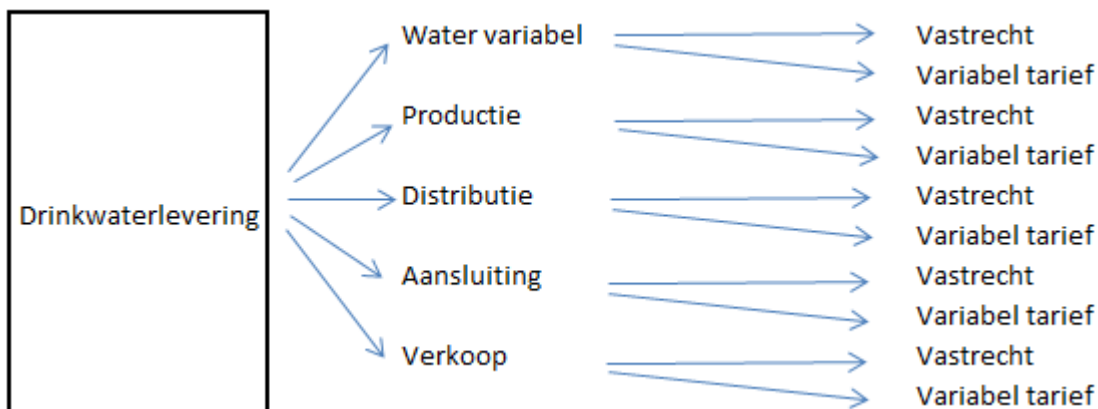 Water variabel
Vastrecht
Variabel tarief
Productie
Vastrecht
Variabel tarief
Drinkwaterlevering
Distributie
Vastrecht
Variabel tarief
Aansluiting
Vastrecht
Variabel tarief
Verkoop
Vastrecht
Variabel tarief